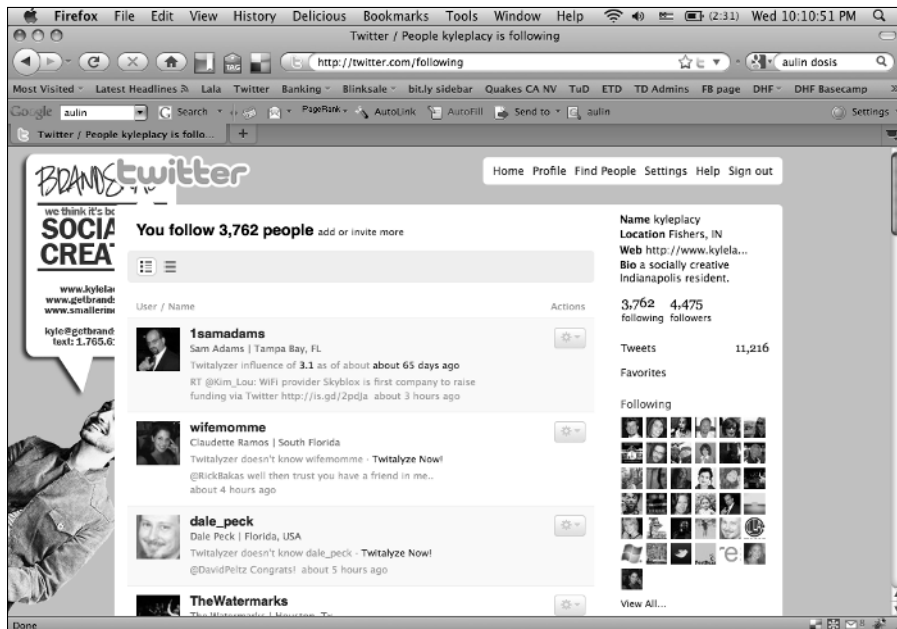 Firefox File Edit View History Delicious Bookmarks Tools Window Help (2:31) Wed 10:10:51 PM
Twitter / People kyleplacy is following
http://twitter.com/following
aulin dosis
Most Visited Latest Headlines Lala Twitter Banking Blinksale bit.ly sidebar Quakes CA NV TuD ETD TD Admins FB page DHF DHF Basecamp »
Google aulin Search PageRank AutoLink AutoFill Send to aulin Settings
Twitter / People kyleplacy is follo... +
twitter
Home Profile Find People Settings Help Sign out
we think it's
SOCIA
CREA
www.kylela
www.getbrands
www.smallerin
kyle@getbrand
text: 1.765.6
You follow 3,762 people add or invite more
User / Name Actions
1samadams
Sam Adams | Tampa Bay, FL
Twitalyzer influence of 3.1 as of about about 65 days ago
RT @Kim_Lou: WiFi provider Skyblox is first company to raise
funding via Twitter http://is.gd/2pdJa about 3 hours ago
wifemomme
Claudette Ramos | South Florida
Twitalyzer doesn't know wifemomme - Twitalyze Now!
@RickBakas well then trust you have a friend in me..
about 4 hours ago
dale_peck
Dale Peck | Florida, USA
Twitalyzer doesn't know dale_peck - Twitalyze Now!
@DavidPeltz Congrats! about 5 hours ago
TheWatermarks
The Watermarks | Houston, Tx
Name kyleplacy
Location Fishers, IN
Web http://www.kylela...
Bio a socially creative
Indianapolis resident.
3,762 4,475
following followers
Tweets 11,216
Favorites
Following
View All...
Done 8